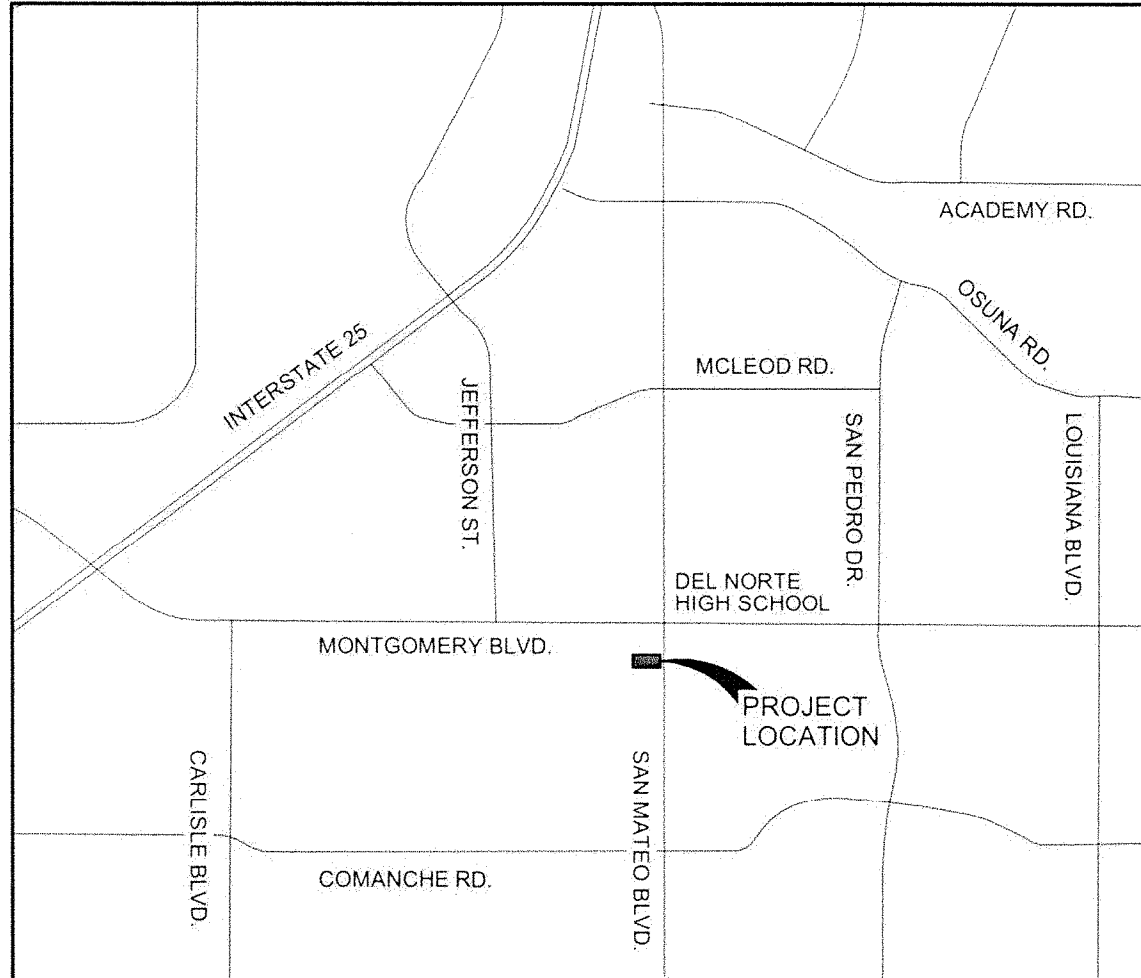 ACADEMY RD.
OSUNA RD.
INTERSTATE 25
MCLEOD RD.
JEFFERSON ST.
SAN PEDRO DR.
LOUISIANA BLVD.
DEL NORTE
HIGH SCHOOL
MONTGOMERY BLVD.
PROJECT
LOCATION
CARLISLE BLVD.
SAN MATEO BLVD.
COMANCHE RD.